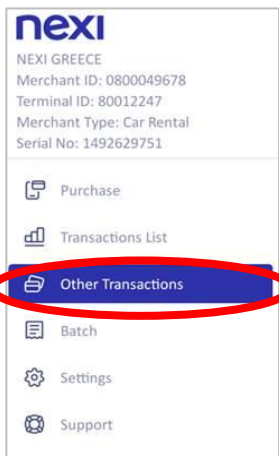 nexi
NEXI GREECE
Merchant ID: 0800049678
Terminal ID: 80012247
Merchant Type: Car Rental
Serial No: 1492629751
Purchase
Transactions List
Other Transactions
Batch
Settings
Support